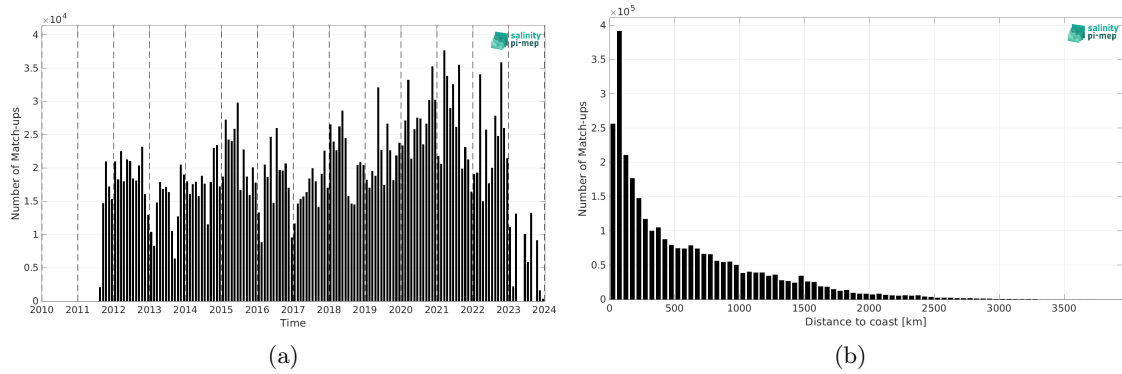 ×10⁴
4
3.5
3
2.5
2
1.5
1
0.5
0
Number of Match-ups
2010 2011 2012 2013 2014 2015 2016 2017 2018 2019 2020 2021 2022 2023 2024
Time
salinity
pi-mep
(a)
×10⁵
4
3.5
3
2.5
2
1.5
1
0.5
0
Number of Match-ups
0 500 1000 1500 2000 2500 3000 3500
Distance to coast [km]
salinity
pi-mep
(b)